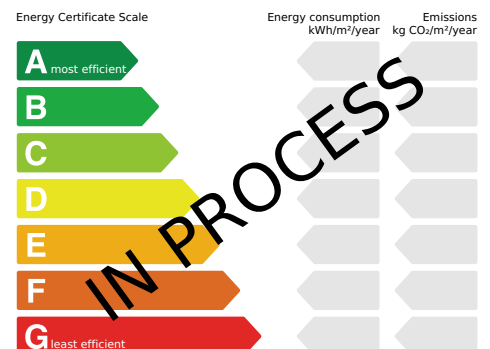 Energy Certificate Scale
Energy consumption
kWh/m²/year
Emissions
kg CO₂/m²/year
A most efficient
B
C
D
E
F
G least efficient
IN PROCESS